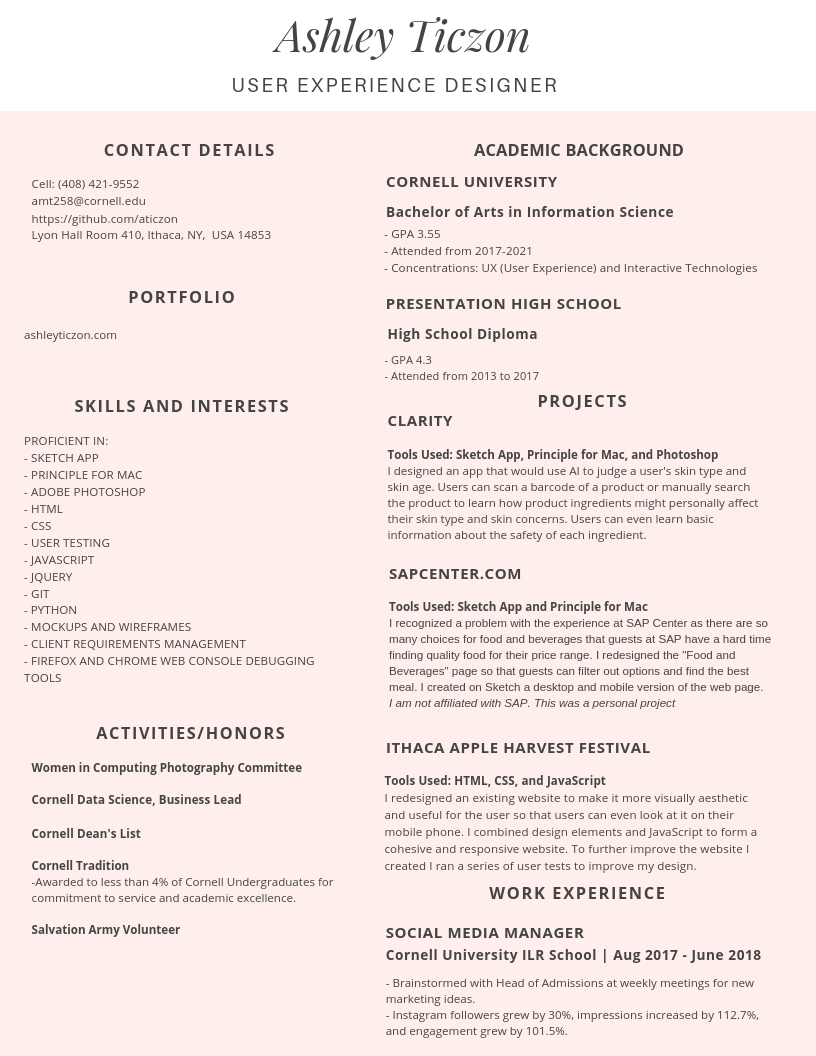 Ashley Ticzon
USER EXPERIENCE DESIGNER
CONTACT DETAILS
Cell: (408) 421-9552
amt258@cornell.edu
https://github.com/aticzon
Lyon Hall Room 410, Ithaca, NY,  USA 14853
PORTFOLIO
ashleyticzon.com
SKILLS AND INTERESTS
PROFICIENT IN:
- SKETCH APP
- PRINCIPLE FOR MAC
- ADOBE PHOTOSHOP
- HTML
- CSS
- USER TESTING
- JAVASCRIPT
- JQUERY
- GIT
- PYTHON
- MOCKUPS AND WIREFRAMES
- CLIENT REQUIREMENTS MANAGEMENT
- FIREFOX AND CHROME WEB CONSOLE DEBUGGING
TOOLS
ACTIVITIES/HONORS
Women in Computing Photography Committee
Cornell Data Science, Business Lead
Cornell Dean's List
Cornell Tradition
-Awarded to less than 4% of Cornell Undergraduates for
commitment to service and academic excellence.
Salvation Army Volunteer
ACADEMIC BACKGROUND
CORNELL UNIVERSITY
Bachelor of Arts in Information Science
- GPA 3.55
- Attended from 2017-2021
- Concentrations: UX (User Experience) and Interactive Technologies
PRESENTATION HIGH SCHOOL
High School Diploma
- GPA 4.3
- Attended from 2013 to 2017
PROJECTS
CLARITY
Tools Used: Sketch App, Principle for Mac, and Photoshop
I designed an app that would use AI to judge a user's skin type and
skin age. Users can scan a barcode of a product or manually search
the product to learn how product ingredients might personally affect
their skin type and skin concerns. Users can even learn basic
information about the safety of each ingredient.
SAPCENTER.COM
Tools Used: Sketch App and Principle for Mac
I recognized a problem with the experience at SAP Center as there are so
many choices for food and beverages that guests at SAP have a hard time
finding quality food for their price range. I redesigned the "Food and
Beverages" page so that guests can filter out options and find the best
meal. I created on Sketch a desktop and mobile version of the web page.
I am not affiliated with SAP. This was a personal project
ITHACA APPLE HARVEST FESTIVAL
Tools Used: HTML, CSS, and JavaScript
I redesigned an existing website to make it more visually aesthetic
and useful for the user so that users can even look at it on their
mobile phone. I combined design elements and JavaScript to form a
cohesive and responsive website. To further improve the website I
created I ran a series of user tests to improve my design.
WORK EXPERIENCE
SOCIAL MEDIA MANAGER
Cornell University ILR School | Aug 2017 - June 2018
- Brainstormed with Head of Admissions at weekly meetings for new
marketing ideas.
- Instagram followers grew by 30%, impressions increased by 112.7%,
and engagement grew by 101.5%.